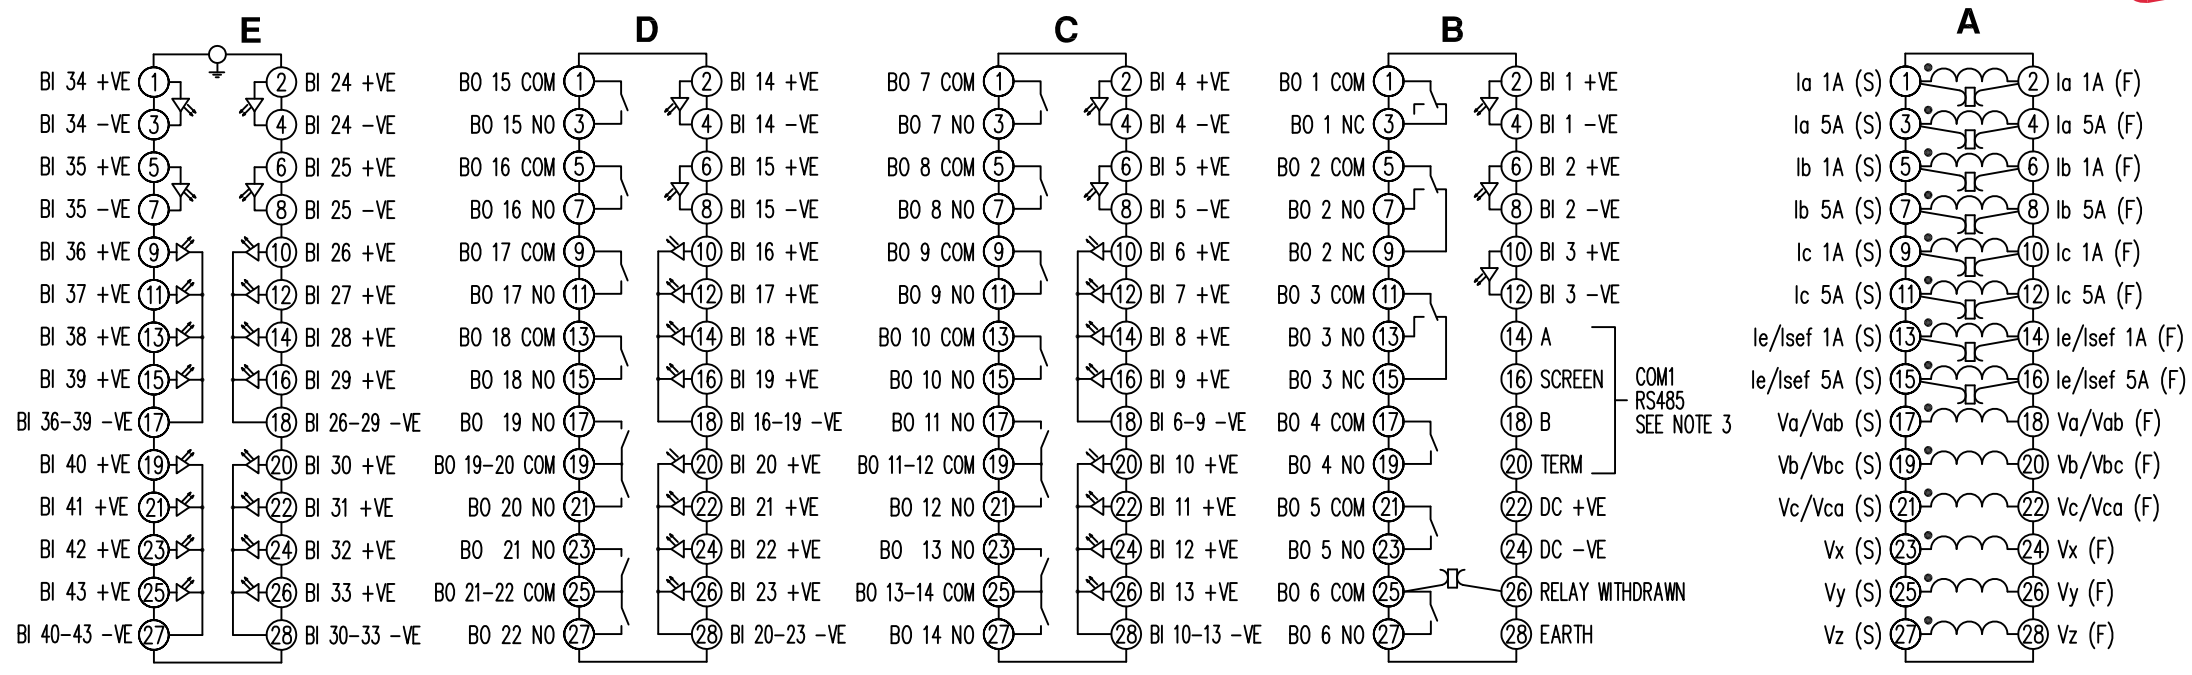 E
BI 34 +VE 1 2 BI 24 +VE
BI 34 -VE 3 4 BI 24 -VE
BI 35 +VE 5 6 BI 25 +VE
BI 35 -VE 7 8 BI 25 -VE
BI 36 +VE 9 10 BI 26 +VE
BI 37 +VE 11 12 BI 27 +VE
BI 38 +VE 13 14 BI 28 +VE
BI 39 +VE 15 16 BI 29 +VE
BI 36-39 -VE 17 18 BI 26-29 -VE
BI 40 +VE 19 20 BI 30 +VE
BI 41 +VE 21 22 BI 31 +VE
BI 42 +VE 23 24 BI 32 +VE
BI 43 +VE 25 26 BI 33 +VE
BI 40-43 -VE 27 28 BI 30-33 -VE
D
BO 15 COM 1 2 BI 14 +VE
BO 15 NO 3 4 BI 14 -VE
BO 16 COM 5 6 BI 15 +VE
BO 16 NO 7 8 BI 15 -VE
BO 17 COM 9 10 BI 16 +VE
BO 17 NO 11 12 BI 17 +VE
BO 18 COM 13 14 BI 18 +VE
BO 18 NO 15 16 BI 19 +VE
BO 19 NO 17 18 BI 16-19 -VE
BO 19-20 COM 19 20 BI 20 +VE
BO 20 NO 21 22 BI 21 +VE
BO 21 NO 23 24 BI 22 +VE
BO 21-22 COM 25 26 BI 23 +VE
BO 22 NO 27 28 BI 20-23 -VE
C
BO 7 COM 1 2 BI 4 +VE
BO 7 NO 3 4 BI 4 -VE
BO 8 COM 5 6 BI 5 +VE
BO 8 NO 7 8 BI 5 -VE
BO 9 COM 9 10 BI 6 +VE
BO 9 NO 11 12 BI 7 +VE
BO 10 COM 13 14 BI 8 +VE
BO 10 NO 15 16 BI 9 +VE
BO 11 NO 17 18 BI 6-9 -VE
BO 11-12 COM 19 20 BI 10 +VE
BO 12 NO 21 22 BI 11 +VE
BO 13 NO 23 24 BI 12 +VE
BO 13-14 COM 25 26 BI 13 +VE
BO 14 NO 27 28 BI 10-13 -VE
B
BO 1 COM 1 2 BI 1 +VE
BO 1 NC 3 4 BI 1 -VE
BO 2 COM 5 6 BI 2 +VE
BO 2 NO 7 8 BI 2 -VE
BO 2 NC 9 10 BI 3 +VE
BO 3 COM 11 12 BI 3 -VE
BO 3 NO 13 14 A
BO 3 NC 15 16 SCREEN
BO 4 COM 17 18 B
BO 4 NO 19 20 TERM
BO 5 COM 21 22 DC +VE
BO 5 NO 23 24 DC -VE
BO 6 COM 25 26 RELAY WITHDRAWN
BO 6 NO 27 28 EARTH
COM1
RS485
SEE NOTE 3
A
Ia 1A (S) 1 2 Ia 1A (F)
Ia 5A (S) 3 4 Ia 5A (F)
Ib 1A (S) 5 6 Ib 1A (F)
Ib 5A (S) 7 8 Ib 5A (F)
Ic 1A (S) 9 10 Ic 1A (F)
Ic 5A (S) 11 12 Ic 5A (F)
Ie/Isef 1A (S) 13 14 Ie/Isef 1A (F)
Ie/Isef 5A (S) 15 16 Ie/Isef 5A (F)
Va/Vab (S) 17 18 Va/Vab (F)
Vb/Vbc (S) 19 20 Vb/Vbc (F)
Vc/Vca (S) 21 22 Vc/Vca (F)
Vx (S) 23 24 Vx (F)
Vy (S) 25 26 Vy (F)
Vz (S) 27 28 Vz (F)